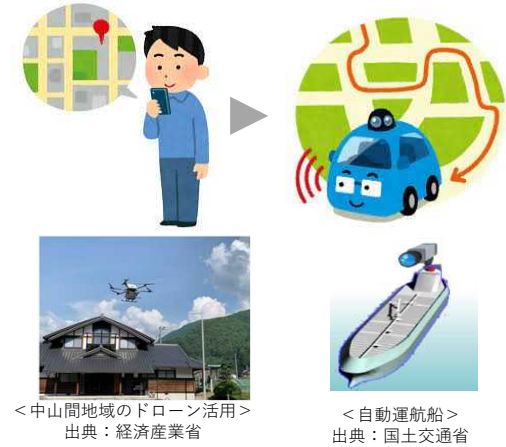 ＜中山間地域のドローン活用＞
出典：経済産業省
＜自動運航船＞
出典：国土交通省